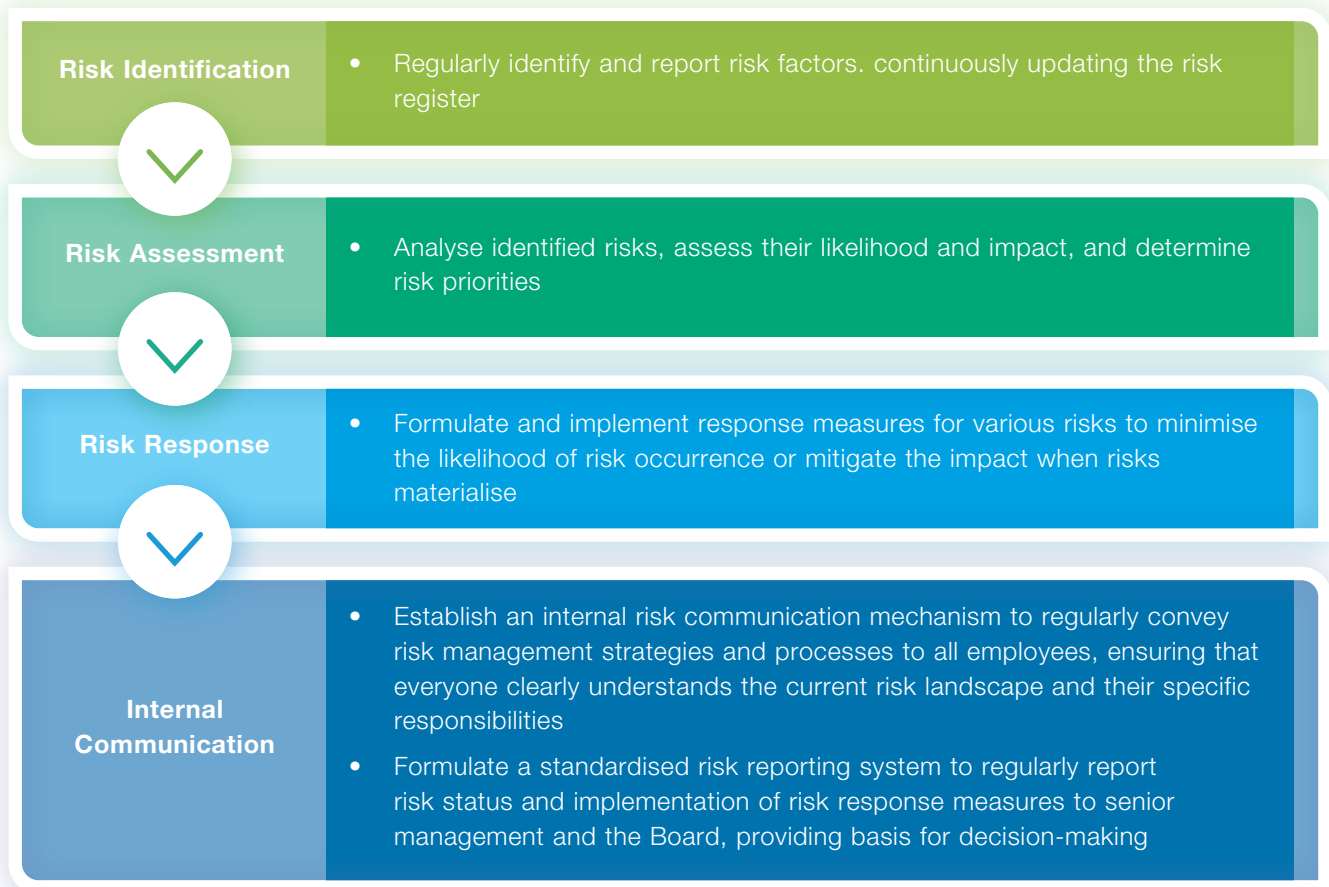 Risk Identification
• Regularly identify and report risk factors. continuously updating the risk
register
Risk Assessment
• Analyse identified risks, assess their likelihood and impact, and determine
risk priorities
Risk Response
• Formulate and implement response measures for various risks to minimise
the likelihood of risk occurrence or mitigate the impact when risks
materialise
Internal
Communication
• Establish an internal risk communication mechanism to regularly convey
risk management strategies and processes to all employees, ensuring that
everyone clearly understands the current risk landscape and their specific
responsibilities
• Formulate a standardised risk reporting system to regularly report
risk status and implementation of risk response measures to senior
management and the Board, providing basis for decision-making